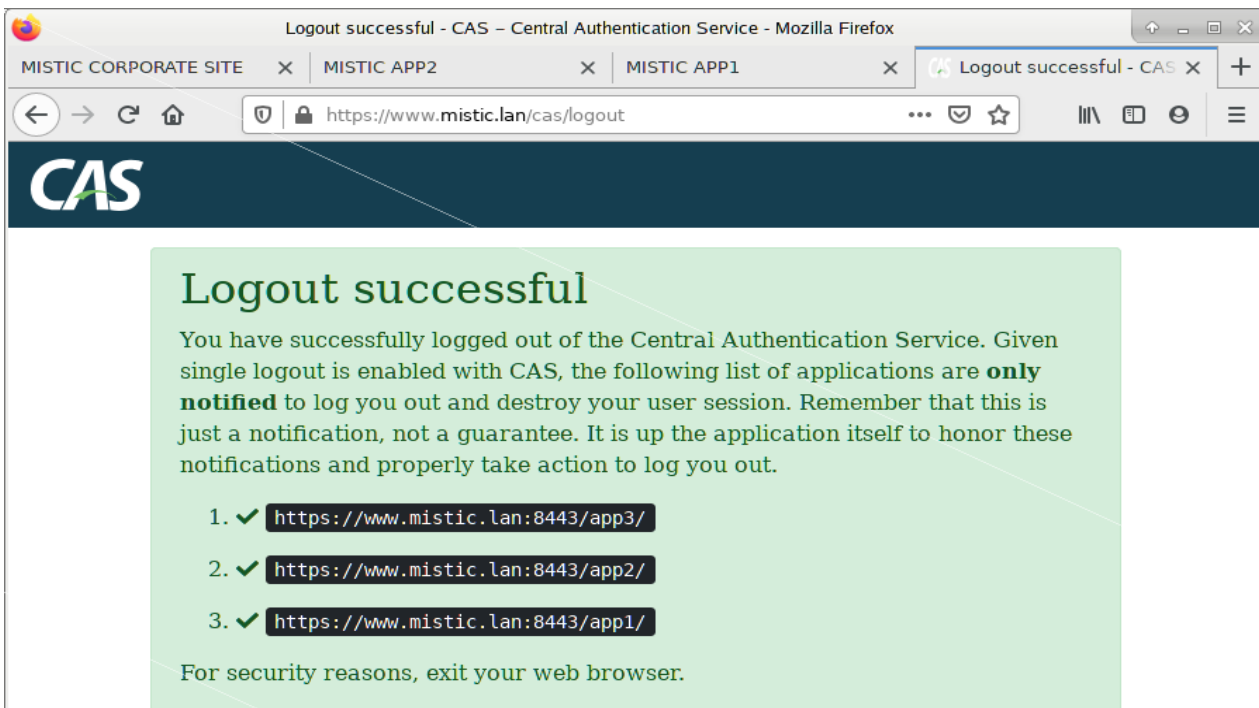 Logout successful - CAS – Central Authentication Service - Mozilla Firefox
MISTIC CORPORATE SITE MISTIC APP2 MISTIC APP1 Logout successful - CAS
https://www.mistic.lan/cas/logout
CAS
Logout successful
You have successfully logged out of the Central Authentication Service. Given
single logout is enabled with CAS, the following list of applications are only
notified to log you out and destroy your user session. Remember that this is
just a notification, not a guarantee. It is up the application itself to honor these
notifications and properly take action to log you out.
1. https://www.mistic.lan:8443/app3/
2. https://www.mistic.lan:8443/app2/
3. https://www.mistic.lan:8443/app1/
For security reasons, exit your web browser.